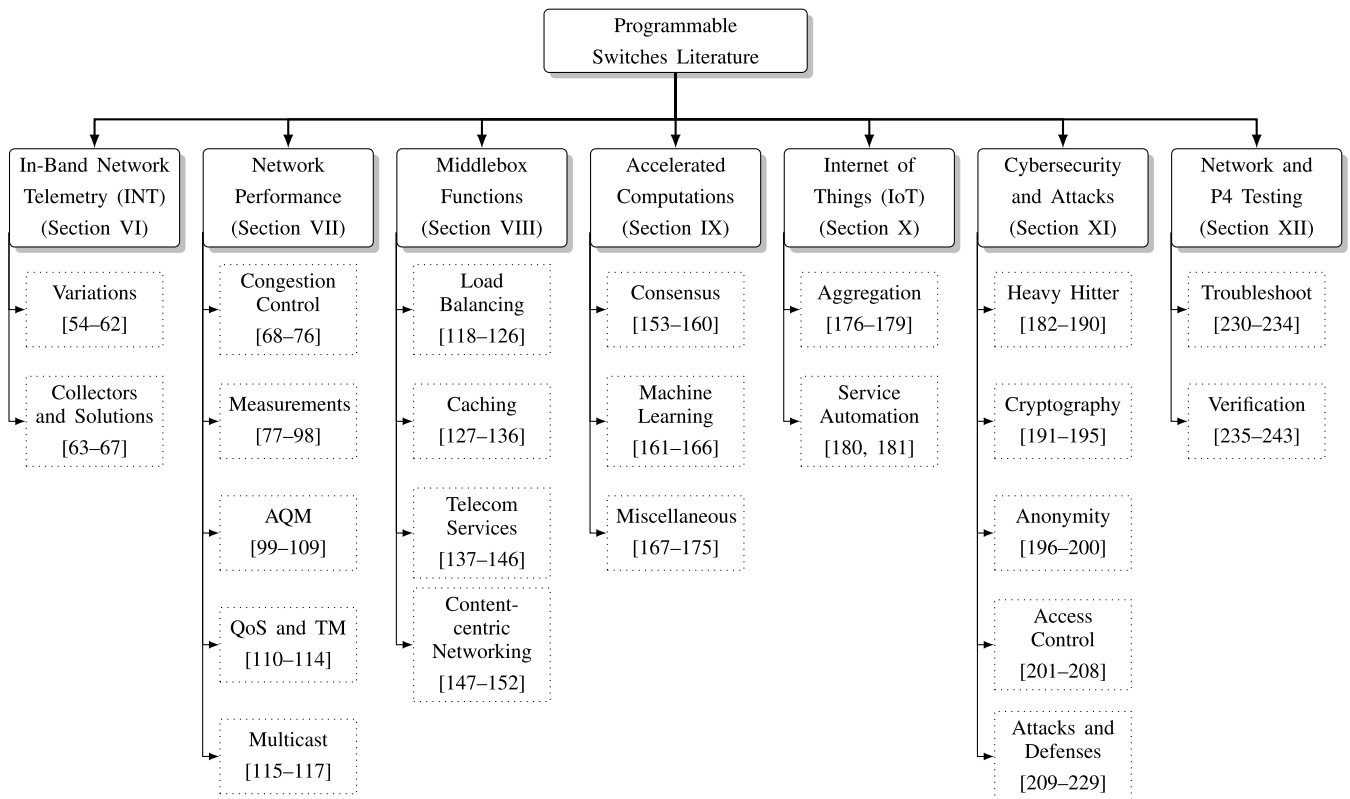 Programmable
Switches Literature
In-Band Network
Telemetry (INT)
(Section VI)
Variations
[54–62]
Collectors
and Solutions
[63–67]
Network
Performance
(Section VII)
Congestion
Control
[68–76]
Measurements
[77–98]
AQM
[99–109]
QoS and TM
[110–114]
Multicast
[115–117]
Middlebox
Functions
(Section VIII)
Load
Balancing
[118–126]
Caching
[127–136]
Telecom
Services
[137–146]
Content-
centric
Networking
[147–152]
Accelerated
Computations
(Section IX)
Consensus
[153–160]
Machine
Learning
[161–166]
Miscellaneous
[167–175]
Internet of
Things (IoT)
(Section X)
Aggregation
[176–179]
Service
Automation
[180, 181]
Cybersecurity
and Attacks
(Section XI)
Heavy Hitter
[182–190]
Cryptography
[191–195]
Anonymity
[196–200]
Access
Control
[201–208]
Attacks and
Defenses
[209–229]
Network and
P4 Testing
(Section XII)
Troubleshoot
[230–234]
Verification
[235–243]